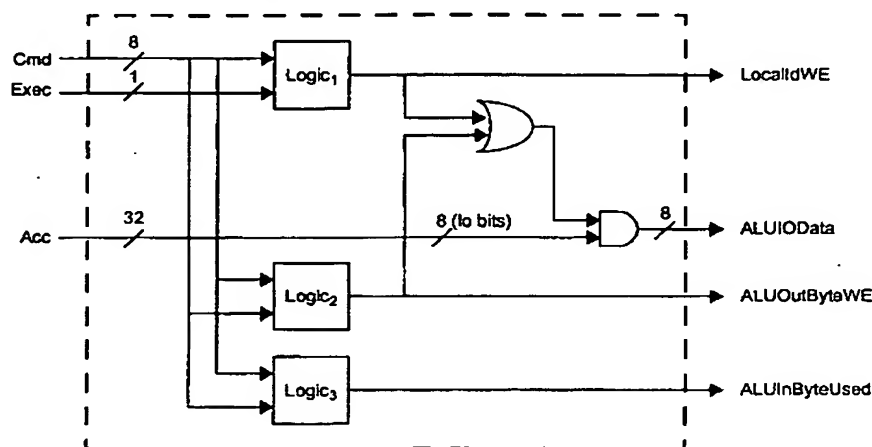 Cmd
8
Logic1
LocalIdWE
Exec
1
32
8 (lo bits)
8
Acc
ALUIOData
Logic2
ALUOutByteWE
Logic3
ALUInByteUsed